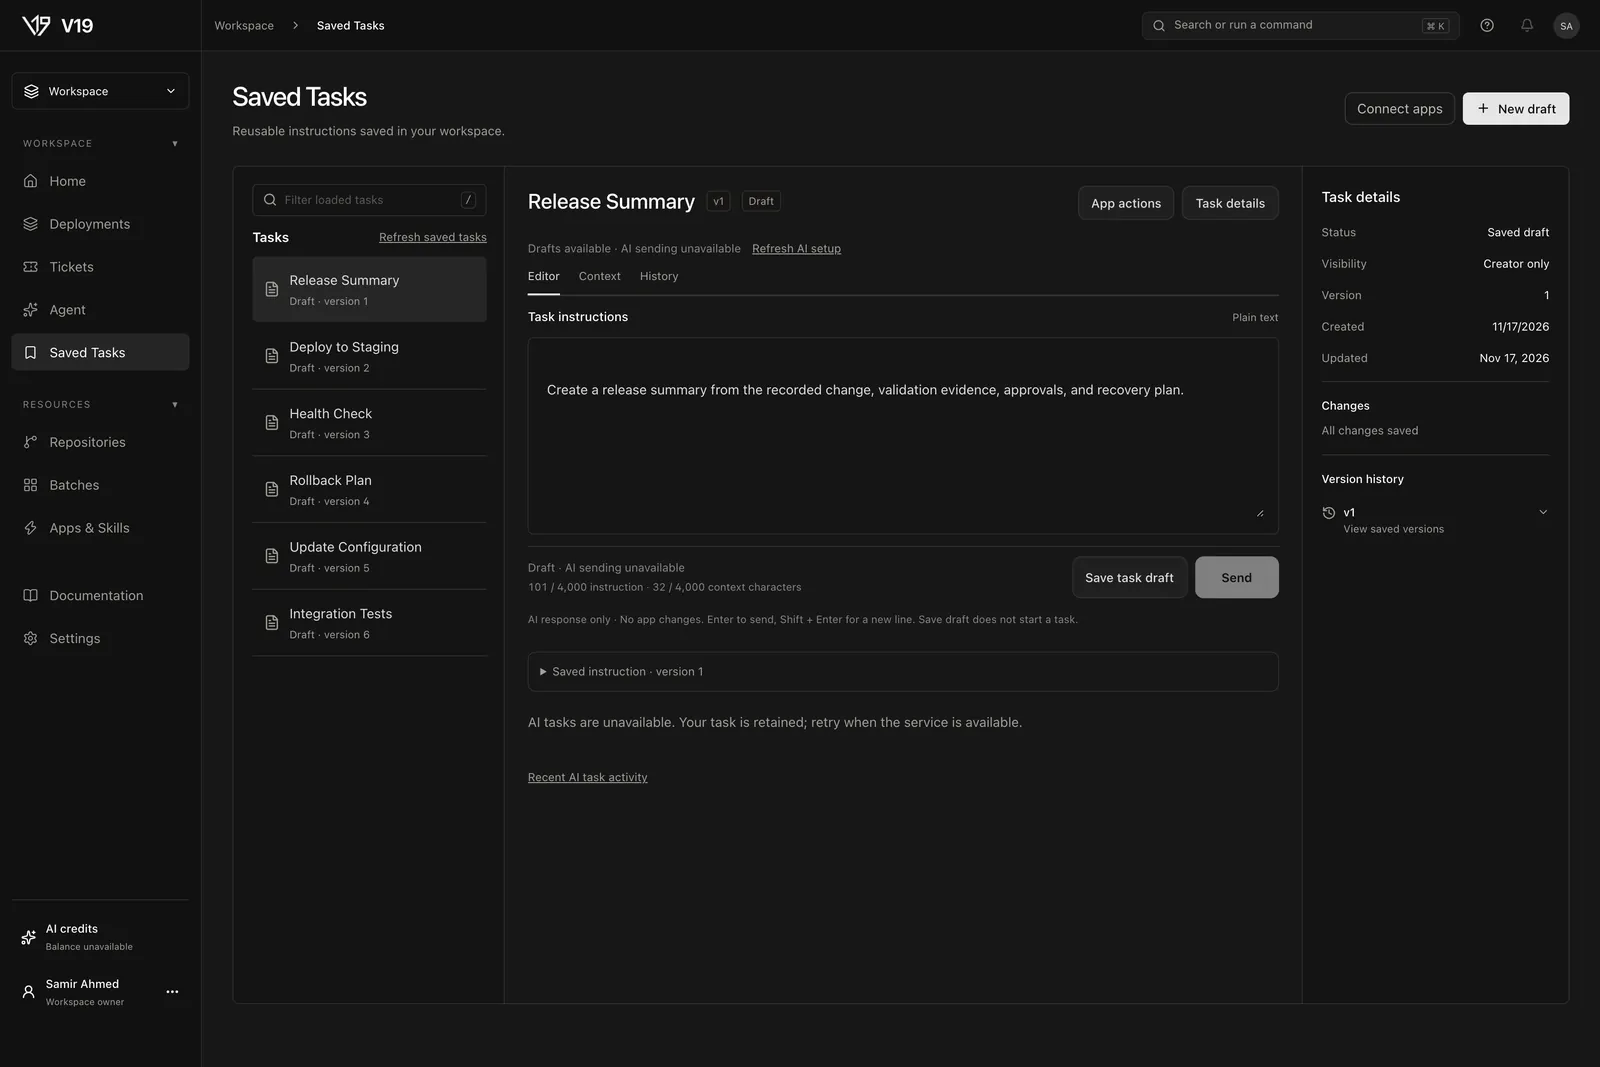 V19
Workspace > Saved Tasks
Search or run a command
⌘ K
SA
Workspace
WORKSPACE
Home
Deployments
Tickets
Agent
Saved Tasks
RESOURCES
Repositories
Batches
Apps & Skills
Documentation
Settings
AI credits
Balance unavailable
Samir Ahmed
Workspace owner
Saved Tasks
Reusable instructions saved in your workspace.
Connect apps
+ New draft
Filter loaded tasks
/
Tasks
Refresh saved tasks
Release Summary
Draft · version 1
Deploy to Staging
Draft · version 2
Health Check
Draft · version 3
Rollback Plan
Draft · version 4
Update Configuration
Draft · version 5
Integration Tests
Draft · version 6
Release Summary
v1
Draft
App actions
Task details
Drafts available · AI sending unavailable
Refresh AI setup
Editor
Context
History
Task instructions
Plain text
Create a release summary from the recorded change, validation evidence, approvals, and recovery plan.
Draft · AI sending unavailable
101 / 4,000 instruction · 32 / 4,000 context characters
Save task draft
Send
AI response only · No app changes. Enter to send, Shift + Enter for a new line. Save draft does not start a task.
Saved instruction · version 1
AI tasks are unavailable. Your task is retained; retry when the service is available.
Recent AI task activity
Task details
Status
Saved draft
Visibility
Creator only
Version
1
Created
11/17/2026
Updated
Nov 17, 2026
Changes
All changes saved
Version history
v1
View saved versions